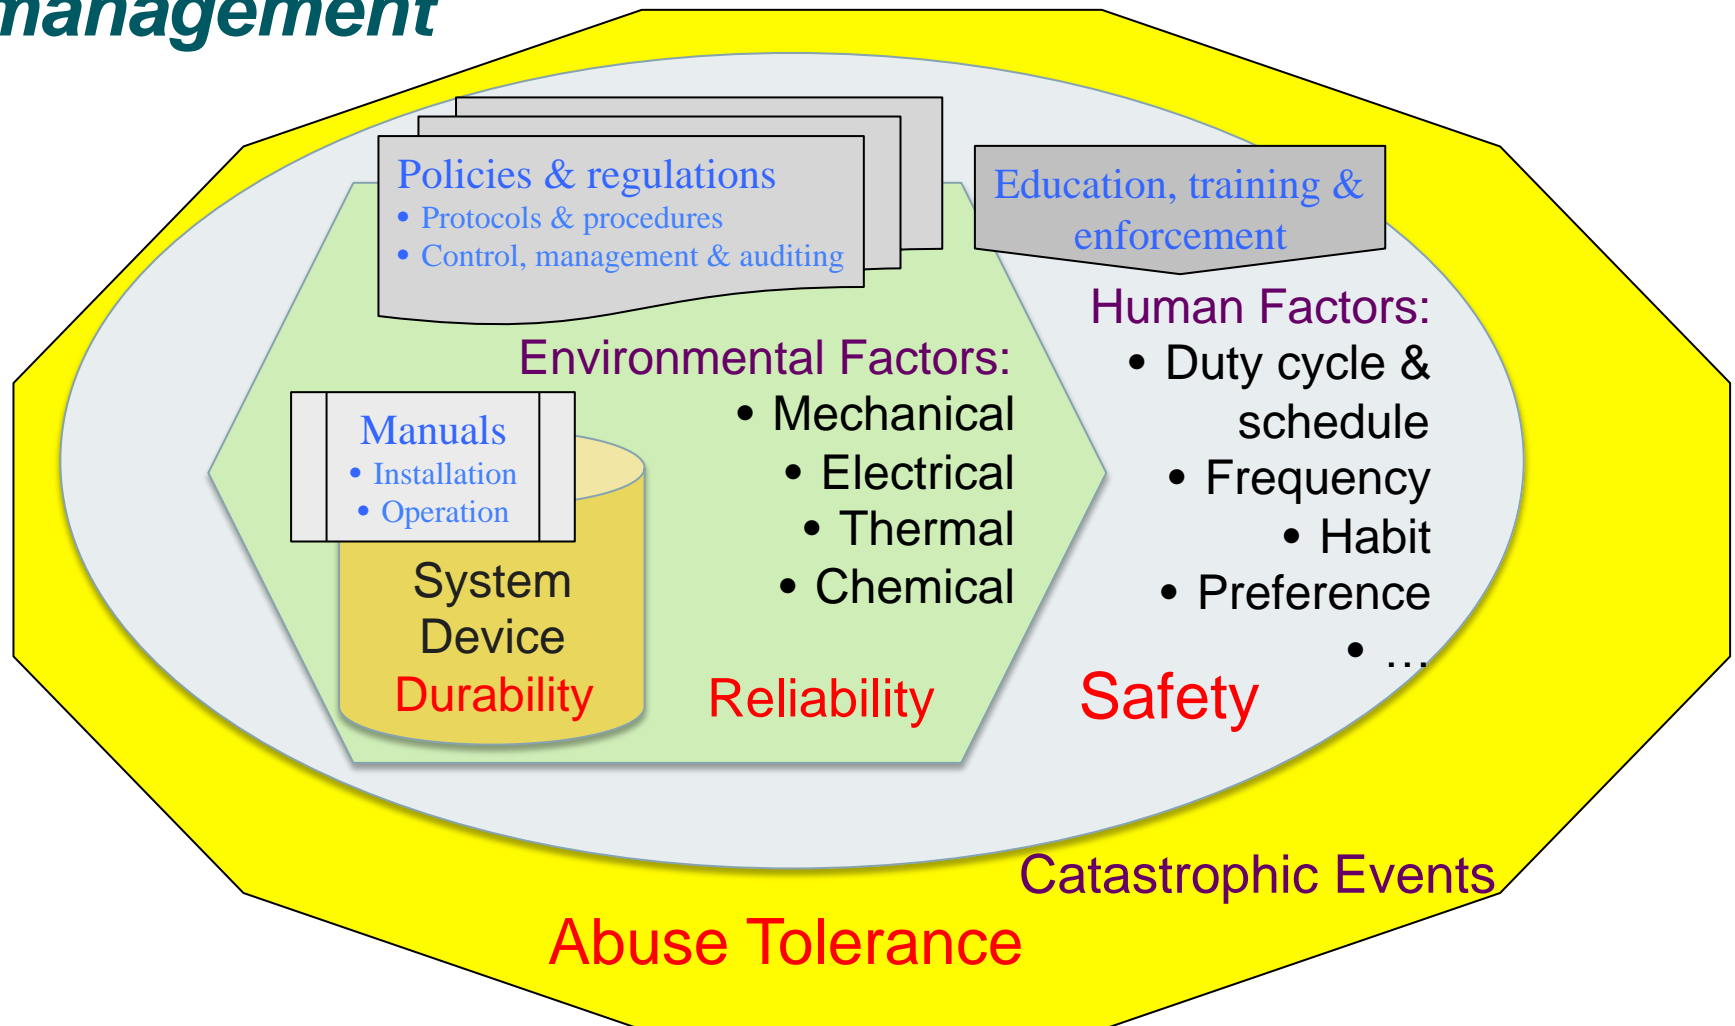 management
Policies & regulations
• Protocols & procedures
• Control, management & auditing
Education, training &
enforcement
Human Factors:
• Duty cycle &
schedule
• Frequency
• Habit
• Preference
• …
Environmental Factors:
• Mechanical
• Electrical
• Thermal
• Chemical
Manuals
• Installation
• Operation
System
Device
Durability
Reliability
Safety
Catastrophic Events
Abuse Tolerance